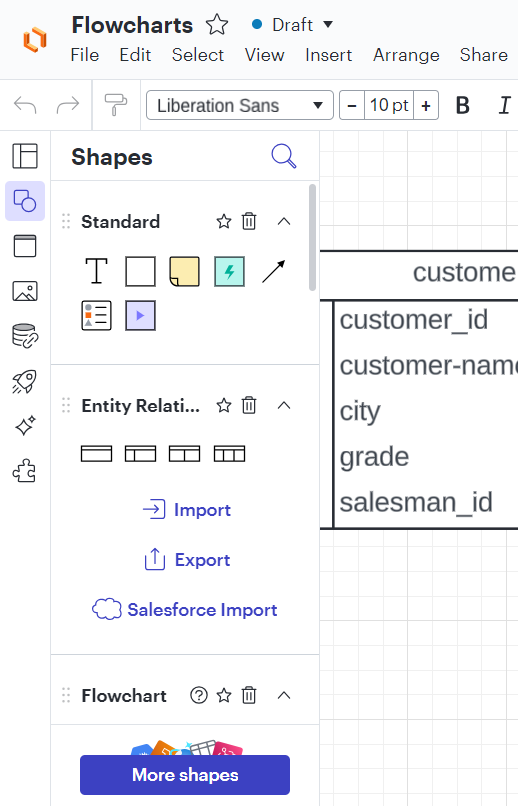 Flowcharts Draft
File Edit Select View Insert Arrange Share
Liberation Sans - 10 pt + B I
Shapes
Standard
T
Entity Relati...
Import
Export
Salesforce Import
Flowchart
More shapes
custome
customer_id
customer-name
city
grade
salesman_id